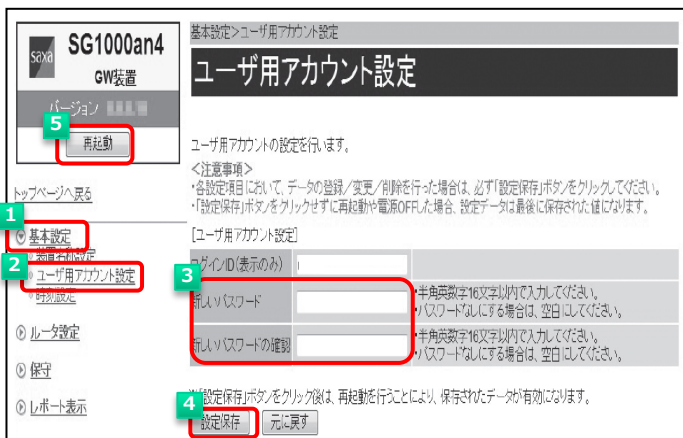 saxa
SG1000an4
GW装置
バージョン
5
再起動
トップページへ戻る
1
基本設定
装置名称設定
2
ユーザ用アカウント設定
時刻設定
ルータ設定
保守
レポート表示
基本設定>ユーザ用アカウント設定
ユーザ用アカウント設定
ユーザ用アカウントの設定を行います。
<注意事項>
・各設定項目において、データの登録／変更／削除を行った場合は、必ず「設定保存」ボタンをクリックしてください。
・「設定保存」ボタンをクリックせずに再起動や電源OFFした場合、設定データは最後に保存された値になります。
[ユーザ用アカウント設定]
ログインID(表示のみ)
3
新しいパスワード
・半角英数字16文字以内で入力してください。
・パスワードなしにする場合は、空白にしてください。
新しいパスワードの確認
・半角英数字16文字以内で入力してください。
・パスワードなしにする場合は、空白にしてください。
「設定保存」ボタンをクリック後は、再起動を行うことにより、保存されたデータが有効になります。
4
設定保存 元に戻す